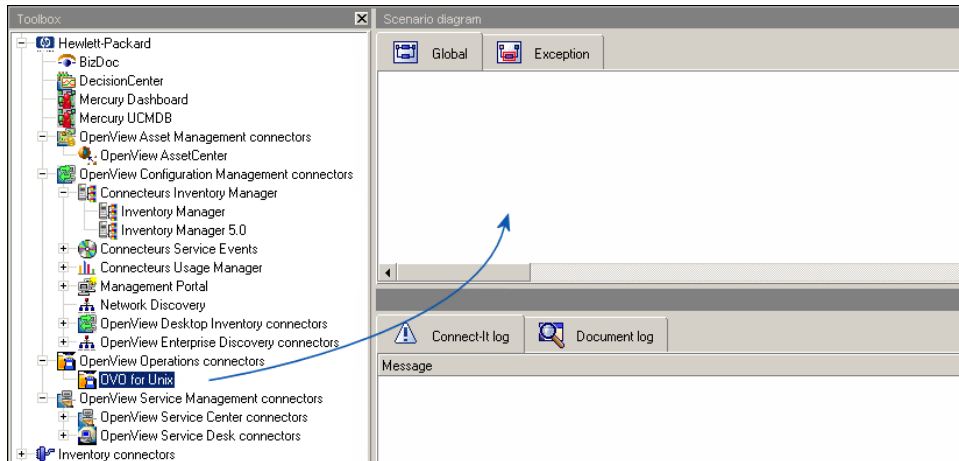 Toolbox
Hewlett-Packard
BizDoc
DecisionCenter
Mercury Dashboard
Mercury UCMDB
OpenView Asset Management connectors
OpenView AssetCenter
OpenView Configuration Management connectors
Connecteurs Inventory Manager
Inventory Manager
Inventory Manager 5.0
Connecteurs Service Events
Connecteurs Usage Manager
Management Portal
Network Discovery
OpenView Desktop Inventory connectors
OpenView Enterprise Discovery connectors
OpenView Operations connectors
OVO for Unix
OpenView Service Management connectors
OpenView Service Center connectors
OpenView Service Desk connectors
Inventory connectors
Scenario diagram
Global Exception
Connect-It log Document log
Message